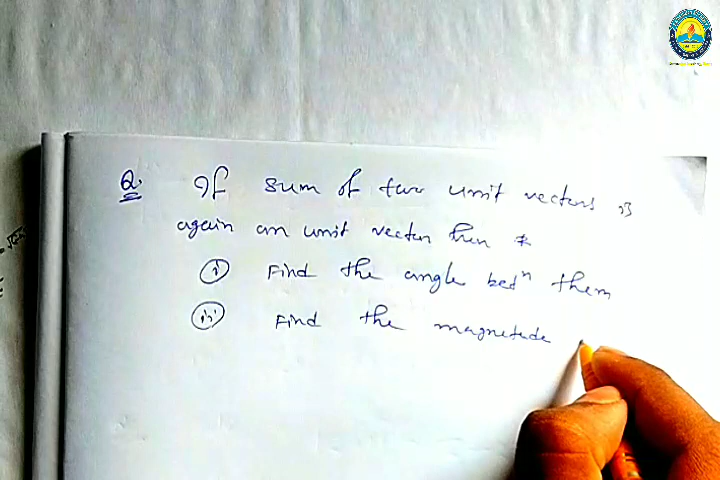 Q. If sum of two unit vectors is
again an unit vector then
(i) Find the angle betn them
(ii) Find the magnetude